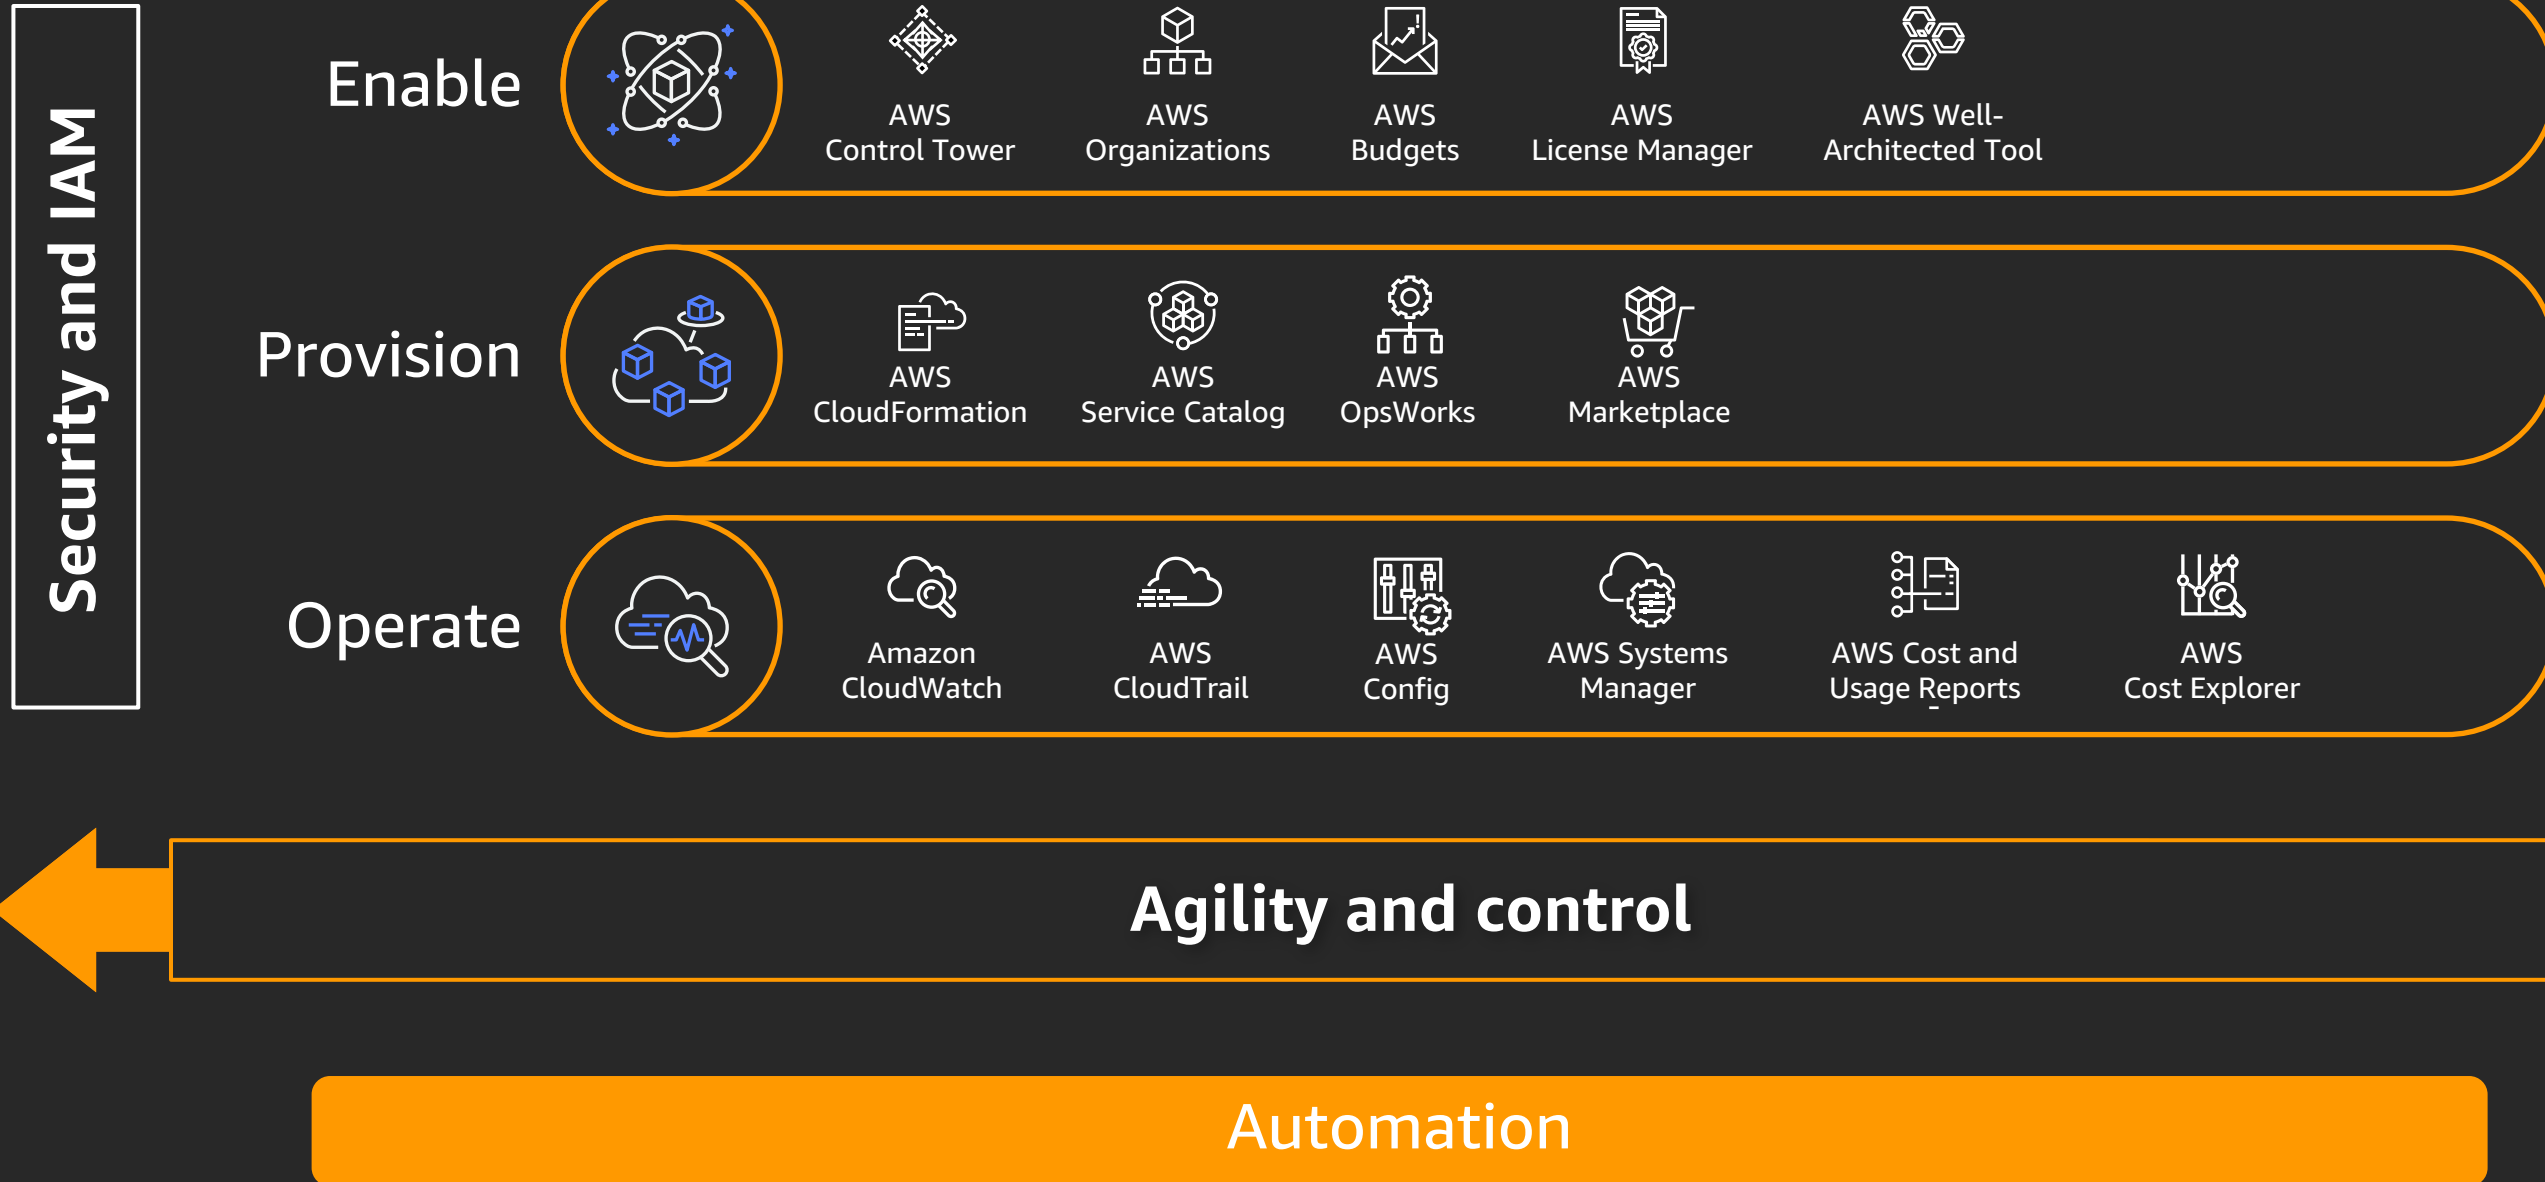 Security and IAM
Enable
AWS
Control Tower
AWS
Organizations
AWS
Budgets
AWS
License Manager
AWS Well-
Architected Tool
Provision
AWS
CloudFormation
AWS
Service Catalog
AWS
OpsWorks
AWS
Marketplace
Operate
Amazon
CloudWatch
AWS
CloudTrail
AWS
Config
AWS Systems
Manager
AWS Cost and
Usage Reports
AWS
Cost Explorer
Agility and control
Automation